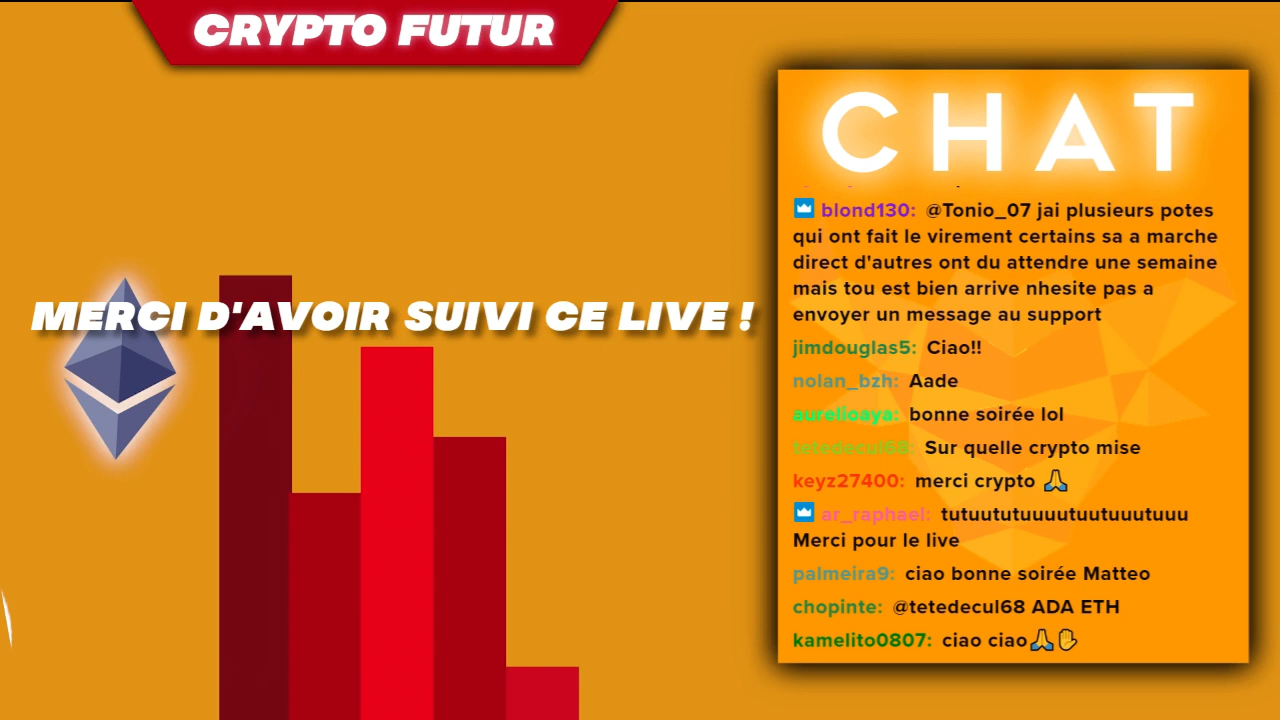 CRYPTO FUTUR
MERCI D'AVOIR SUIVI CE LIVE !
CHAT
blond130: @Tonio_07 jai plusieurs potes
qui ont fait le virement certains sa a marche
direct d'autres ont du attendre une semaine
mais tou est bien arrive nhesite pas a
envoyer un message au support
jimdouglas5: Ciao!!
nolan_bzh: Aade
aurelioaya: bonne soirée lol
tetedecul68: Sur quelle crypto mise
keyz27400: merci crypto 🙏
ar_raphael: tutuututuuuutuutuuutuuu
Merci pour le live
palmeira9: ciao bonne soirée Matteo
chopinte: @tetedecul68 ADA ETH
kamelito0807: ciao ciao🙏✋